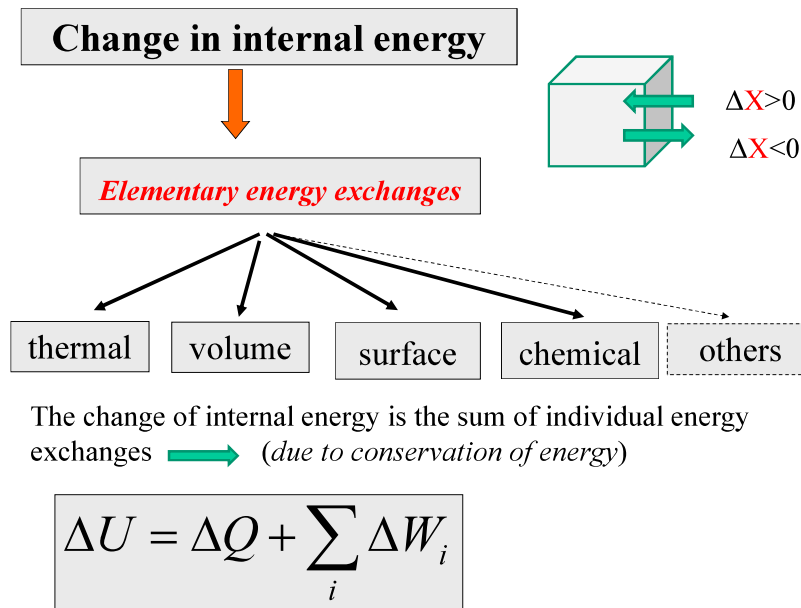 Change in internal energy
ΔX>0
ΔX<0
Elementary energy exchanges
thermal
volume
surface
chemical
others
The change of internal energy is the sum of individual energy
exchanges (due to conservation of energy)
ΔU = ΔQ + ∑ᵢ ΔWᵢ